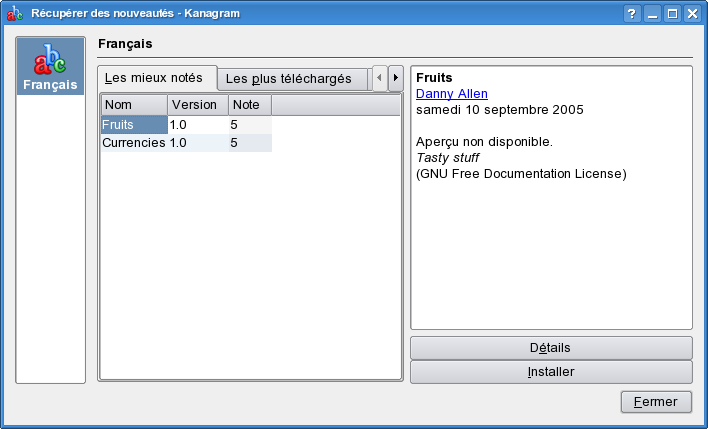 Récupérer des nouveautés - Kanagram
abc
Français
Français
Les mieux notés
Les plus téléchargés
Nom Version Note
Fruits 1.0 5
Currencies 1.0 5
Fruits
Danny Allen
samedi 10 septembre 2005
Aperçu non disponible.
Tasty stuff
(GNU Free Documentation License)
Détails
Installer
Fermer